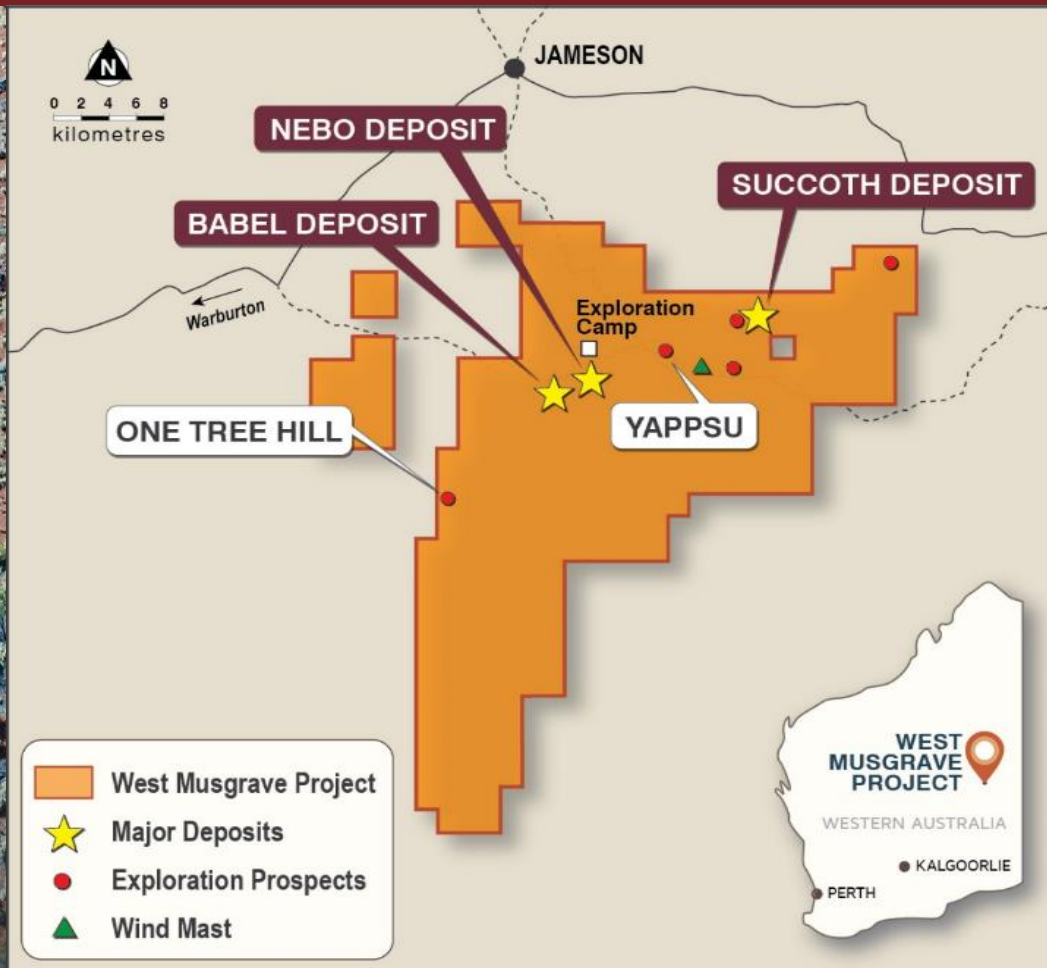 N
0 2 4 6 8
kilometres
JAMESON
NEBO DEPOSIT
SUCCOTH DEPOSIT
BABEL DEPOSIT
Warburton
Exploration
Camp
ONE TREE HILL
YAPPSU
West Musgrave Project
Major Deposits
Exploration Prospects
Wind Mast
WEST
MUSGRAVE
PROJECT
WESTERN AUSTRALIA
KALGOORLIE
PERTH